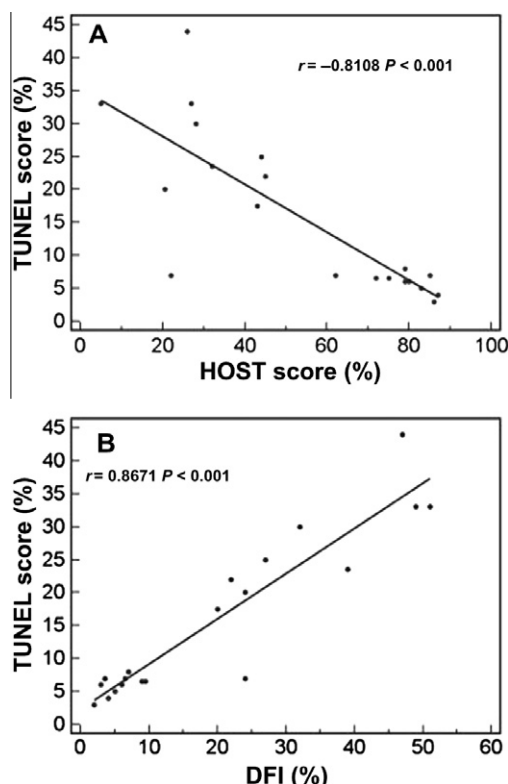 A
r = –0.8108 P < 0.001
TUNEL score (%)
45
40
35
30
25
20
15
10
5
0
0 20 40 60 80 100
HOST score (%)
B
r = 0.8671 P < 0.001
TUNEL score (%)
45
40
35
30
25
20
15
10
5
0
0 10 20 30 40 50 60
DFI (%)